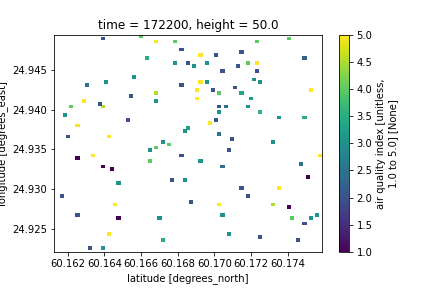 time = 172200, height = 50.0
24.945
24.940
24.935
24.930
24.925
longitude [degrees_east]
60.162 60.164 60.166 60.168 60.170 60.172 60.174
latitude [degrees_north]
5.0
4.5
4.0
3.5
3.0
2.5
2.0
1.5
1.0
air quality index [unitless,
1.0 to 5.0] [None]